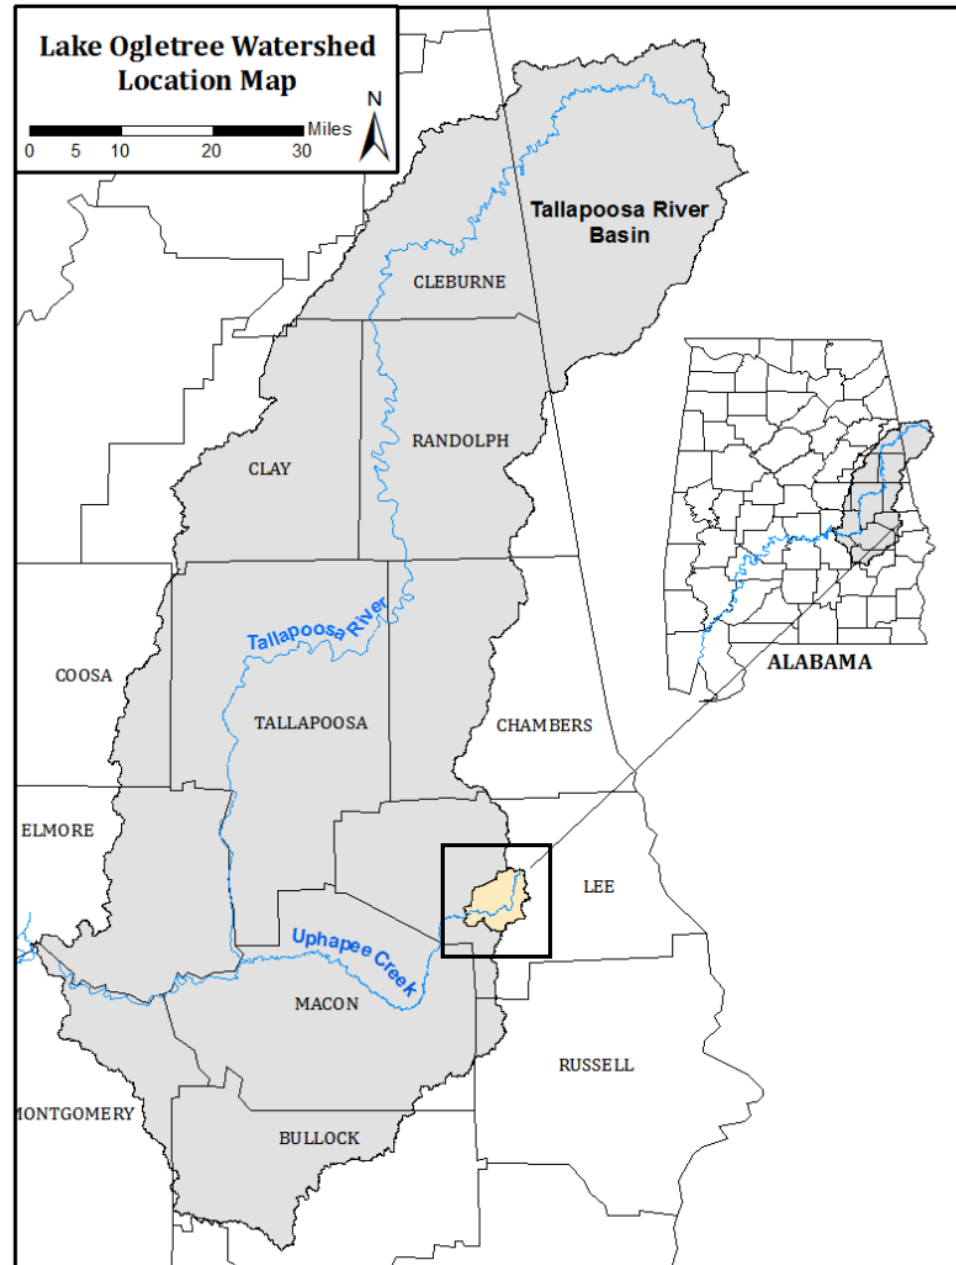 Lake Ogletree Watershed
Location Map
N
Miles
0 5 10 20 30
Tallapoosa River
Basin
CLEBURNE
RANDOLPH
CLAY
Tallapoosa River
COOSA
ALABAMA
TALLAPOOSA
CHAMBERS
ELMORE
LEE
Uphapee Creek
MACON
RUSSELL
MONTGOMERY
BULLOCK